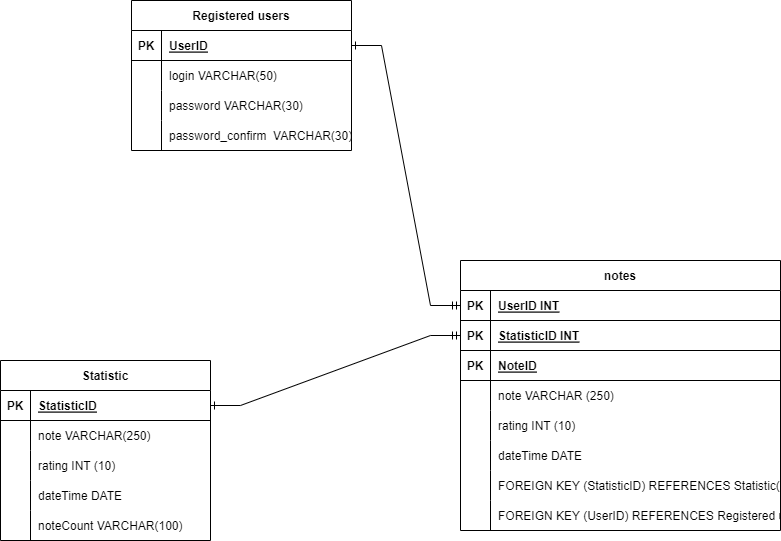 Registered users
PK UserID
login VARCHAR(50)
password VARCHAR(30)
password_confirm VARCHAR(30)
notes
PK UserID INT
PK StatisticID INT
PK NoteID
note VARCHAR (250)
rating INT (10)
dateTime DATE
FOREIGN KEY (StatisticID) REFERENCES Statistic(
FOREIGN KEY (UserID) REFERENCES Registered
Statistic
PK StatisticID
note VARCHAR(250)
rating INT (10)
dateTime DATE
noteCount VARCHAR(100)